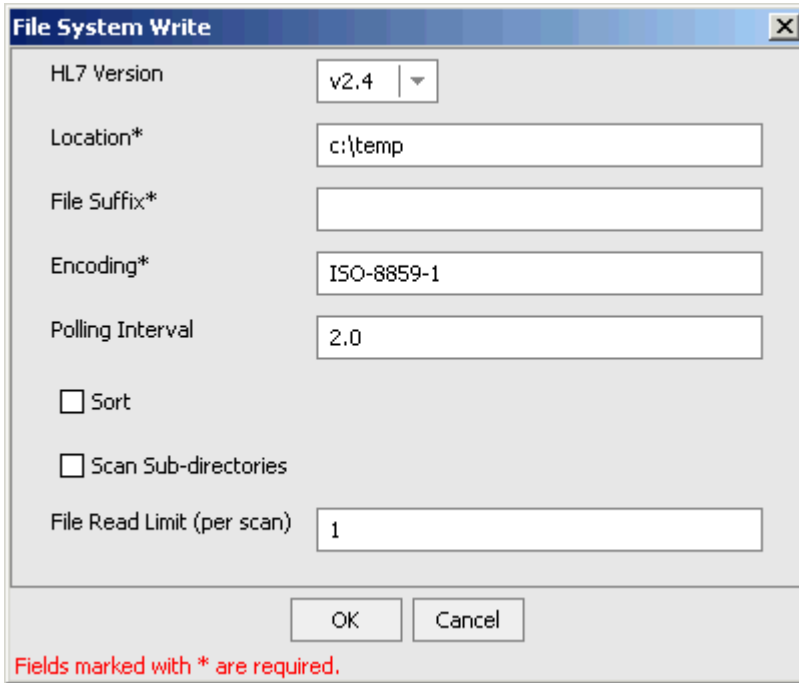 File System Write
HL7 Version v2.4
Location* c:\temp
File Suffix*
Encoding* ISO-8859-1
Polling Interval 2.0
Sort
Scan Sub-directories
File Read Limit (per scan) 1
OK Cancel
Fields marked with * are required.